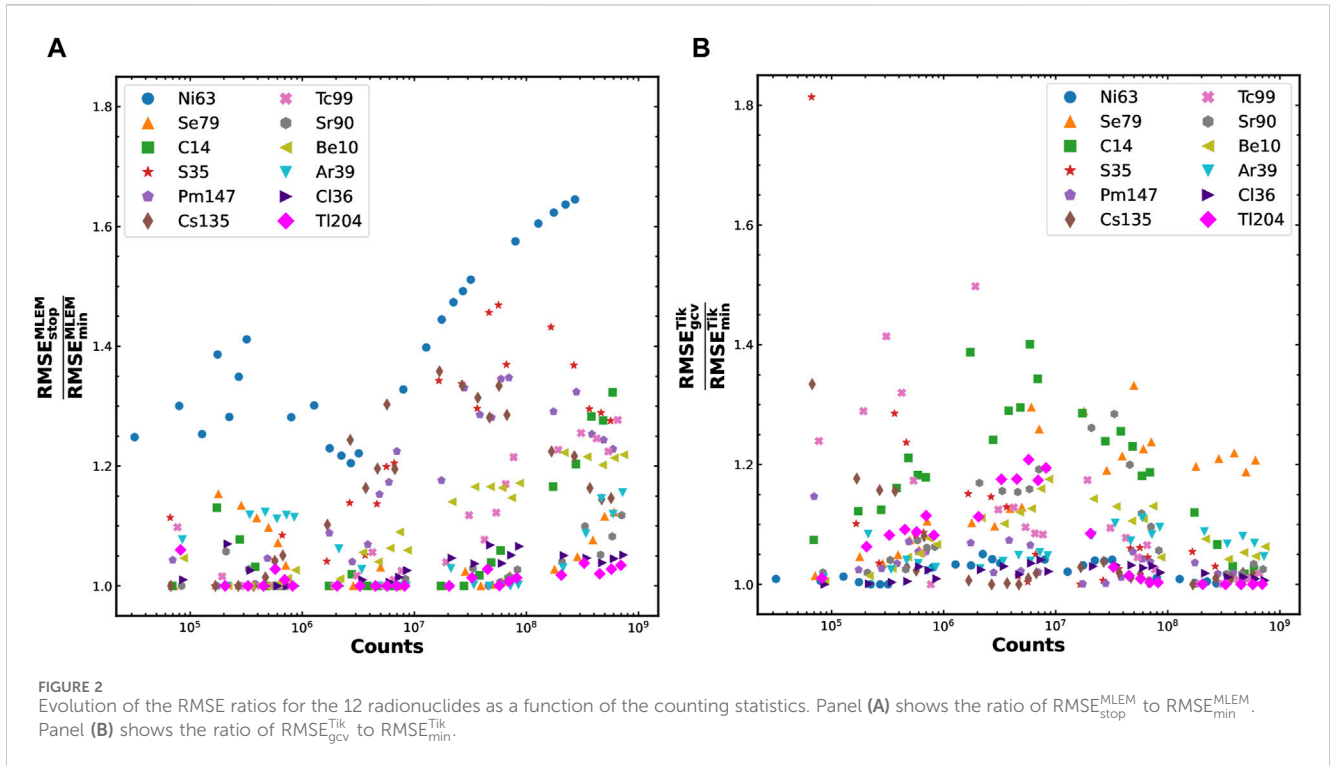 A
B
Ni63
Se79
C14
S35
Pm147
Cs135
Tc99
Sr90
Be10
Ar39
Cl36
Tl204
1.8
1.6
1.4
1.2
1.0
RMSE^MLEM_stop
RMSE^MLEM_min
10^5 10^6 10^7 10^8 10^9
Counts
Ni63
Se79
C14
S35
Pm147
Cs135
Tc99
Sr90
Be10
Ar39
Cl36
Tl204
1.8
1.6
1.4
1.2
1.0
RMSE^Tik_gcv
RMSE^Tik_min
10^5 10^6 10^7 10^8 10^9
Counts
FIGURE 2
Evolution of the RMSE ratios for the 12 radionuclides as a function of the counting statistics. Panel (A) shows the ratio of RMSE^MLEM_stop to RMSE^MLEM_min.
Panel (B) shows the ratio of RMSE^Tik_gcv to RMSE^Tik_min.